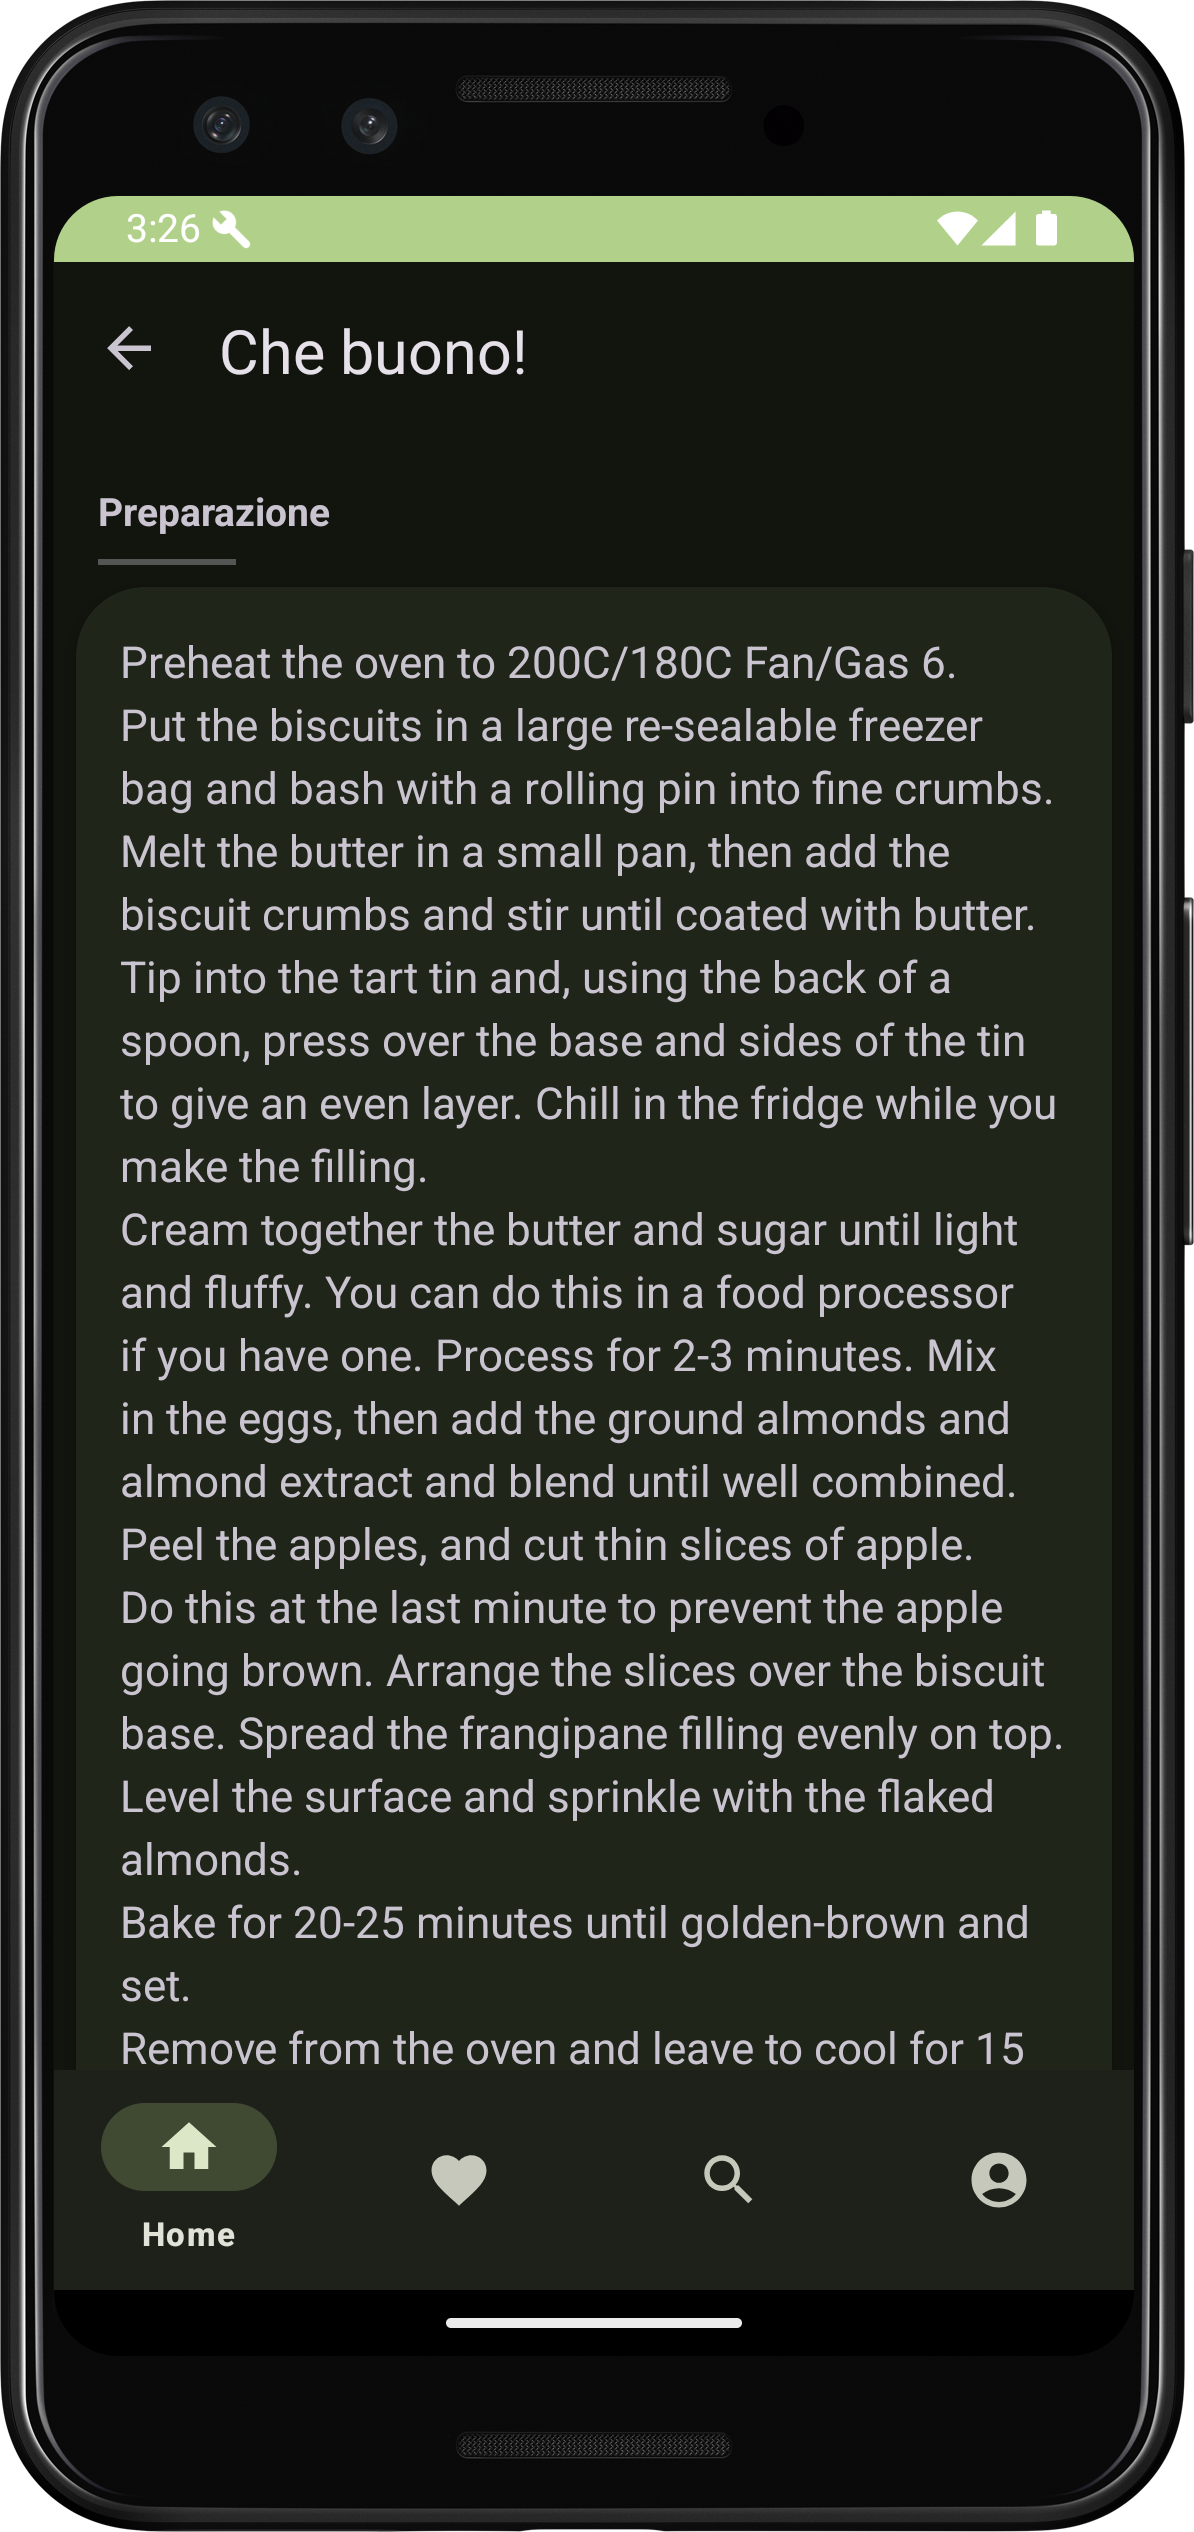 3:26
Che buono!
Preparazione
Preheat the oven to 200C/180C Fan/Gas 6.
Put the biscuits in a large re-sealable freezer
bag and bash with a rolling pin into fine crumbs.
Melt the butter in a small pan, then add the
biscuit crumbs and stir until coated with butter.
Tip into the tart tin and, using the back of a
spoon, press over the base and sides of the tin
to give an even layer. Chill in the fridge while you
make the filling.
Cream together the butter and sugar until light
and fluffy. You can do this in a food processor
if you have one. Process for 2-3 minutes. Mix
in the eggs, then add the ground almonds and
almond extract and blend until well combined.
Peel the apples, and cut thin slices of apple.
Do this at the last minute to prevent the apple
going brown. Arrange the slices over the biscuit
base. Spread the frangipane filling evenly on top.
Level the surface and sprinkle with the flaked
almonds.
Bake for 20-25 minutes until golden-brown and
set.
Remove from the oven and leave to cool for 15
Home